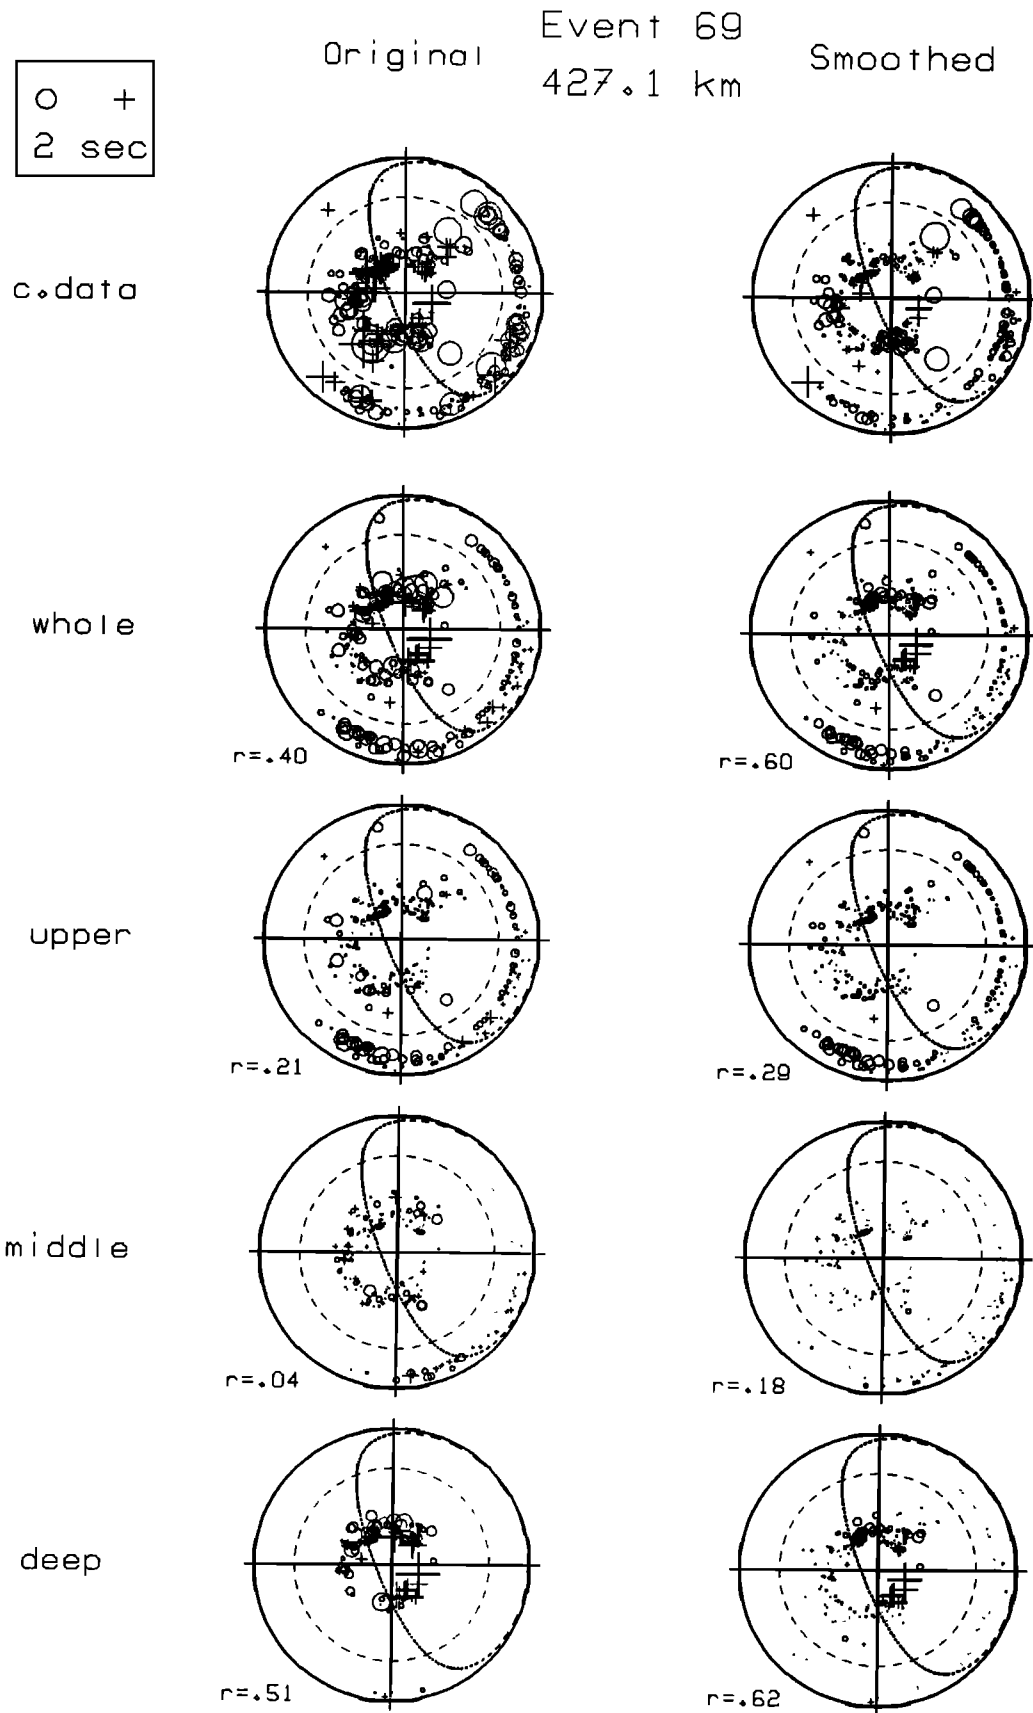 Event 69
Original
Smoothed
427.1 km
O +
2 sec
c.data
whole
r=.40
r=.60
upper
r=.21
r=.29
middle
r=.04
r=.18
deep
r=.51
r=.62